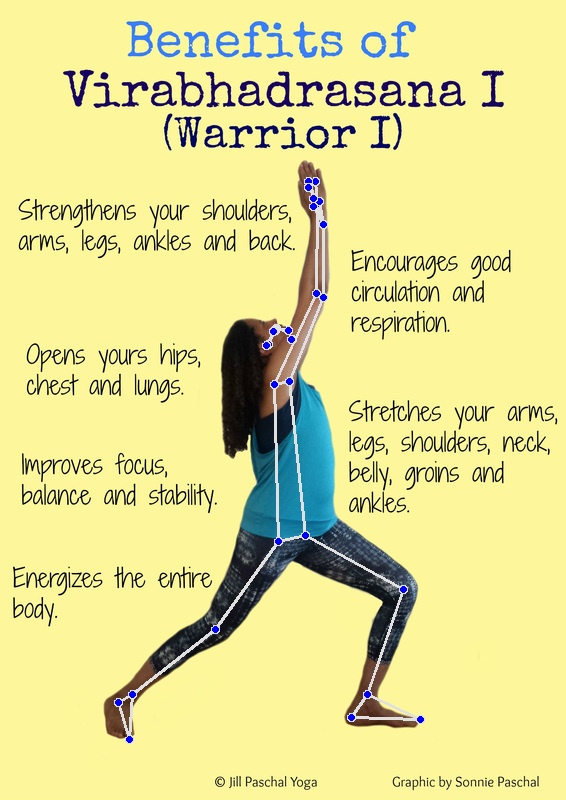 Benefits of
Virabhadrasana I
(Warrior I)
Strengthens your shoulders,
arms, legs, ankles and back.
Encourages good
circulation and
respiration.
Opens yours hips,
chest and lungs.
Stretches your arms,
legs, shoulders, neck,
belly, groins and
ankles.
Improves focus,
balance and stability.
Energizes the entire
body.
© Jill Paschal Yoga
Graphic by Sonnie Paschal